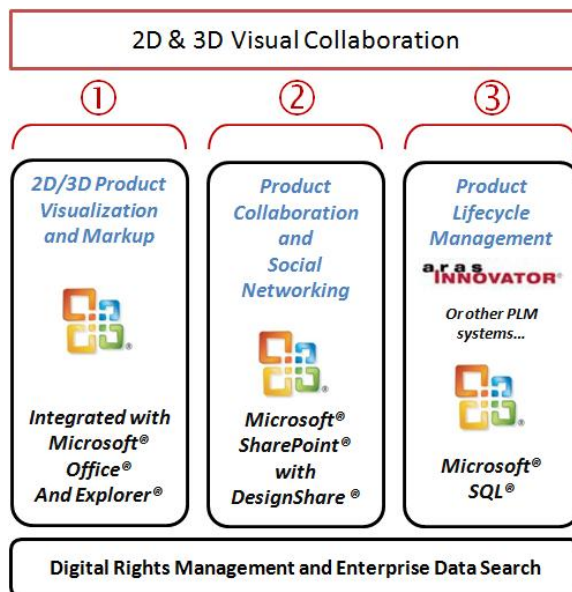 2D & 3D Visual Collaboration
①
②
③
2D/3D Product
Visualization
and Markup
Integrated with
Microsoft®
Office®
And Explorer®
Product
Collaboration
and
Social
Networking
Microsoft®
SharePoint®
with
DesignShare ®
Product
Lifecycle
Management
aras
INNOVATOR®
Or other PLM
systems...
Microsoft®
SQL®
Digital Rights Management and Enterprise Data Search